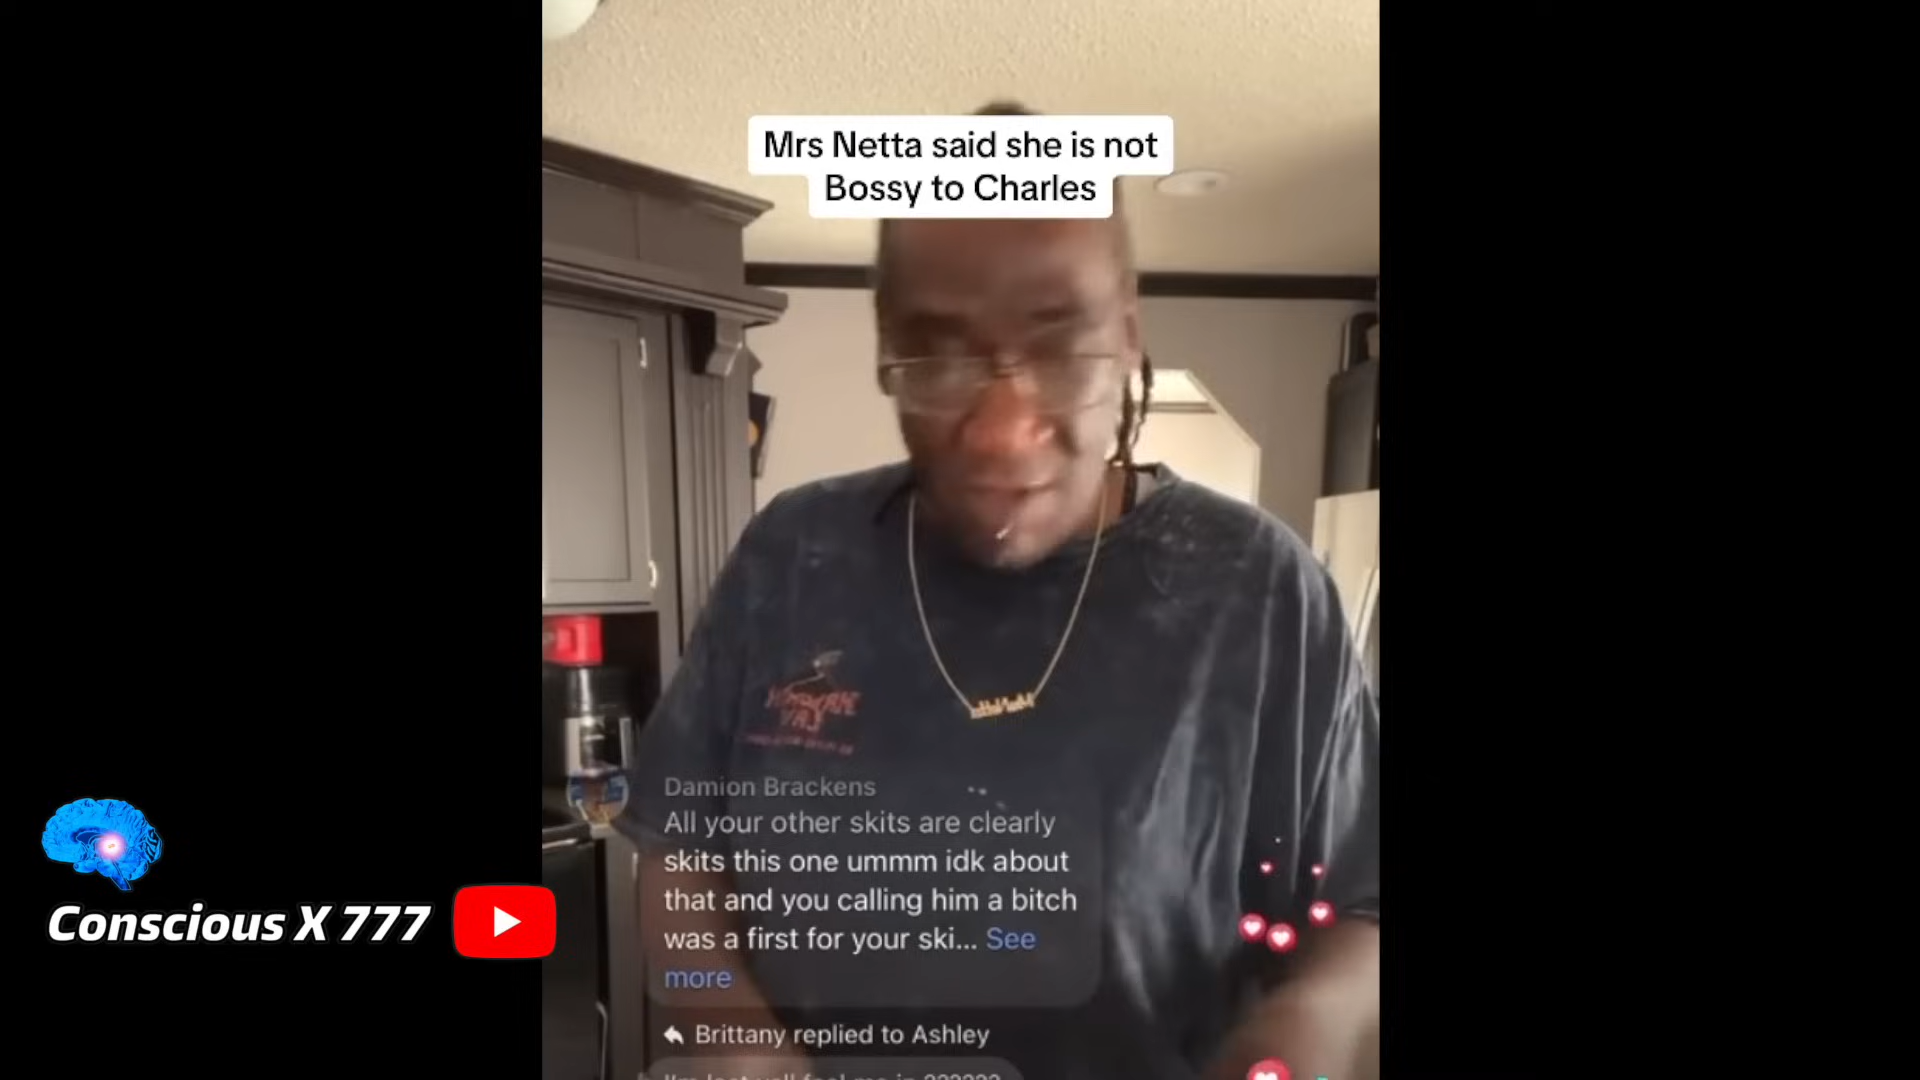 Mrs Netta said she is not
Bossy to Charles
Damion Brackens
All your other skits are clearly
skits this one ummm idk about
that and you calling him a bitch
was a first for your ski... See
more
Brittany replied to Ashley
Conscious X 777